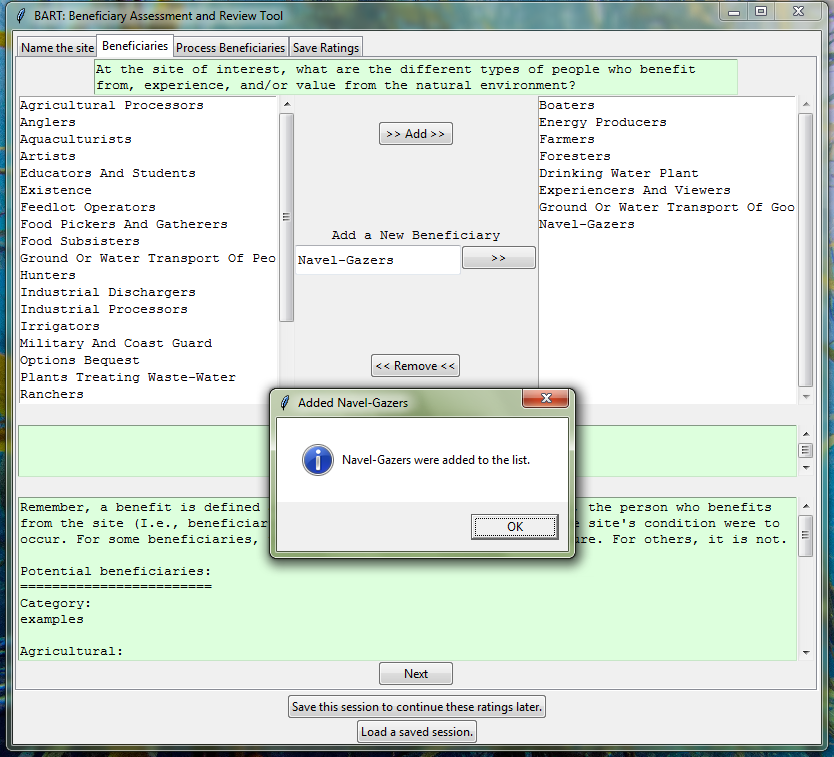 BART: Beneficiary Assessment and Review Tool
Name the site
Beneficiaries
Process Beneficiaries
Save Ratings
At the site of interest, what are the different types of people who benefit
from, experience, and/or value from the natural environment?
Agricultural Processors
Anglers
Aquaculturists
Artists
Educators And Students
Existence
Feedlot Operators
Food Pickers And Gatherers
Food Subsisters
Ground Or Water Transport Of Peo
Hunters
Industrial Dischargers
Industrial Processors
Irrigators
Military And Coast Guard
Options Bequest
Plants Treating Waste-Water
Ranchers
>> Add >>
Add a New Beneficiary
Navel-Gazers
>>
<< Remove <<
Boaters
Energy Producers
Farmers
Foresters
Drinking Water Plant
Experiencers And Viewers
Ground Or Water Transport Of Goo
Navel-Gazers
Added Navel-Gazers
Navel-Gazers were added to the list.
OK
Remember, a benefit is defined the person who benefits
from the site (I.e., beneficiar site's condition were to
occur. For some beneficiaries, ure. For others, it is not.
Potential beneficiaries:
========================
Category:
examples
Agricultural:
Next
Save this session to continue these ratings later.
Load a saved session.